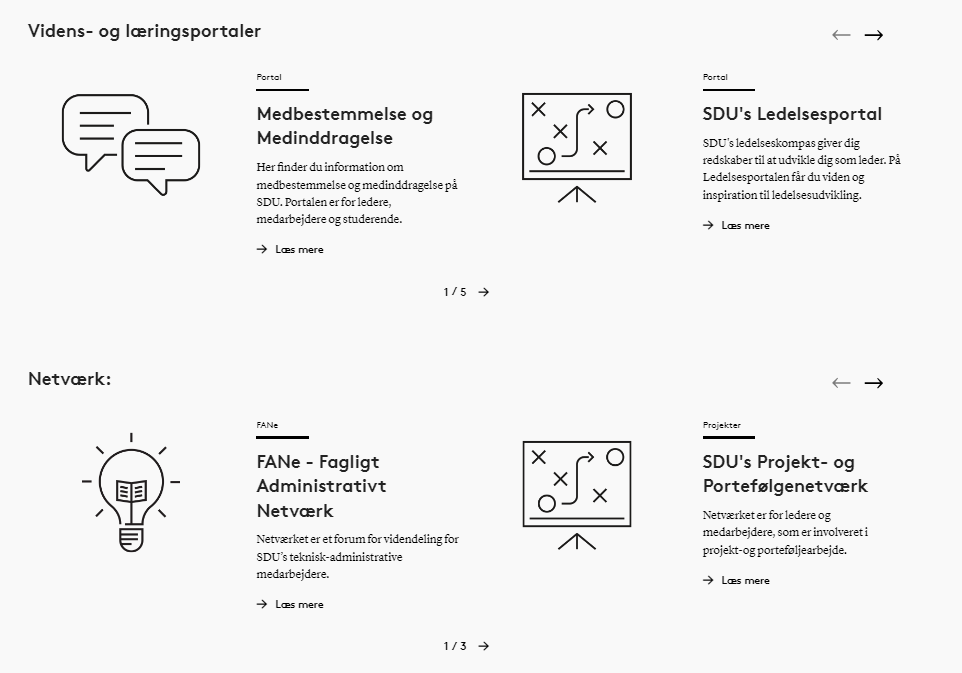 Videns- og læringsportaler
Portal
Medbestemmelse og
Medinddragelse
Her finder du information om
medbestemmelse og medinddragelse på
SDU. Portalen er for ledere,
medarbejdere og studerende.
→ Læs mere
Portal
SDU's Ledelsesportal
SDU's ledelseskompas giver dig
redskaber til at udvikle dig som leder. På
Ledelsesportalen får du viden og
inspiration til ledelsesudvikling.
→ Læs mere
1 / 5 →
Netværk:
FANe
FANe - Fagligt
Administrativt
Netværk
Netværket er et forum for videndeling for
SDU's teknisk-administrative
medarbejdere.
→ Læs mere
Projekter
SDU's Projekt- og
Portefølgenetværk
Netværket er for ledere og
medarbejdere, som er involveret i
projekt-og porteføljearbejde.
→ Læs mere
1 / 3 →